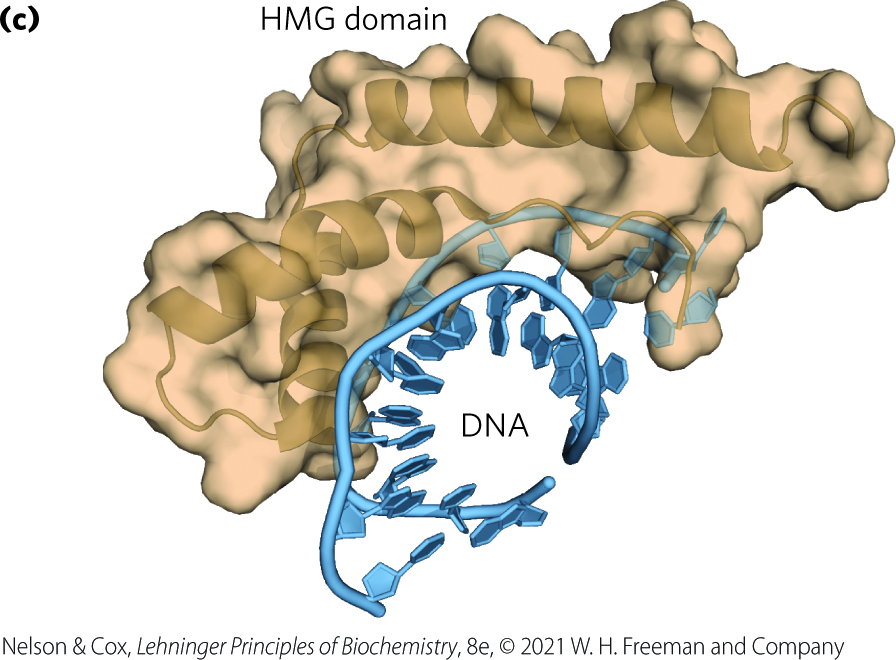 (c)
HMG domain
DNA
Nelson & Cox, Lehninger Principles of Biochemistry, 8e, © 2021 W. H. Freeman and Company